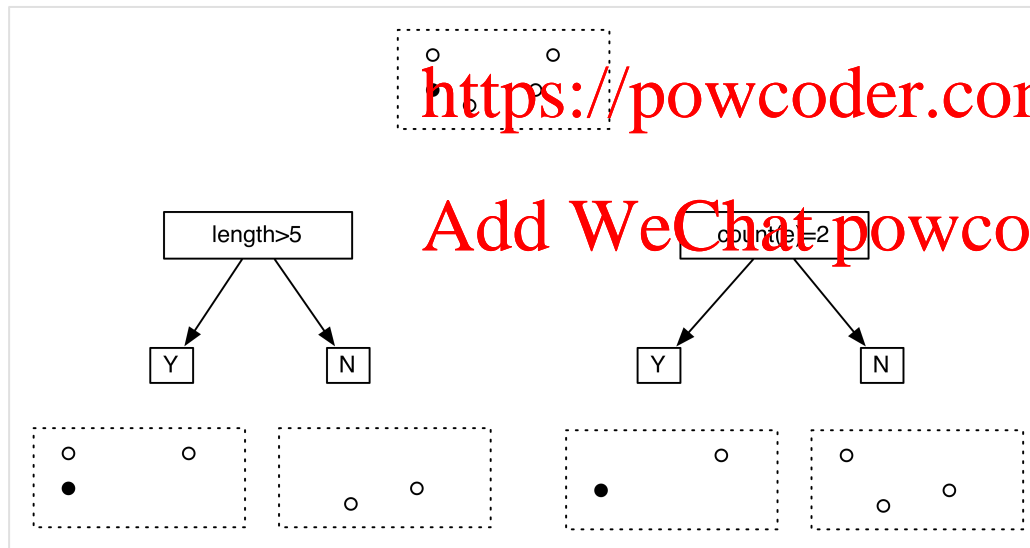 https://powcoder.com
Add WeChat powco
length>5
count(e)=2
Y
N
Y
N